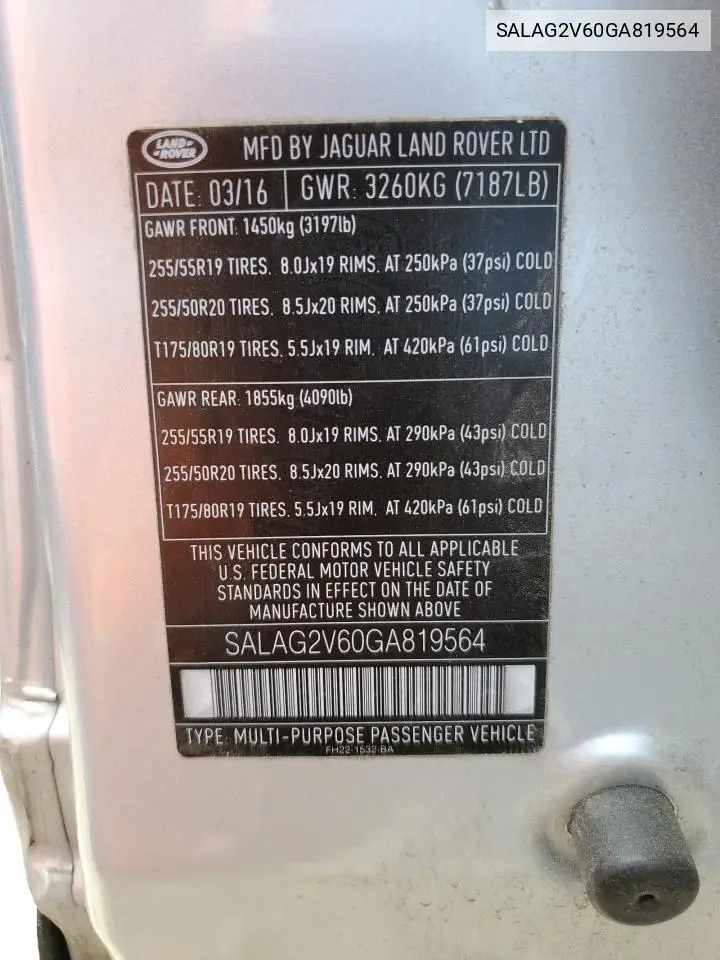 SALAG2V60GA819564
LAND-
-ROVER
MFD BY JAGUAR LAND ROVER LTD
DATE: 03/16 GWR: 3260KG (7187LB)
GAWR FRONT: 1450kg (3197lb)
255/55R19 TIRES. 8.0Jx19 RIMS. AT 250kPa (37psi) COLD
255/50R20 TIRES. 8.5Jx20 RIMS. AT 250kPa (37psi) COLD
T175/80R19 TIRES. 5.5Jx19 RIM. AT 420kPa (61psi) COLD
GAWR REAR: 1855kg (4090lb)
255/55R19 TIRES. 8.0Jx19 RIMS. AT 290kPa (43psi) COLD
255/50R20 TIRES. 8.5Jx20 RIMS. AT 290kPa (43psi) COLD
T175/80R19 TIRES. 5.5Jx19 RIM. AT 420kPa (61psi) COLD
THIS VEHICLE CONFORMS TO ALL APPLICABLE
U.S. FEDERAL MOTOR VEHICLE SAFETY
STANDARDS IN EFFECT ON THE DATE OF
MANUFACTURE SHOWN ABOVE
SALAG2V60GA819564
TYPE: MULTI-PURPOSE PASSENGER VEHICLE
FH22-1532-BA